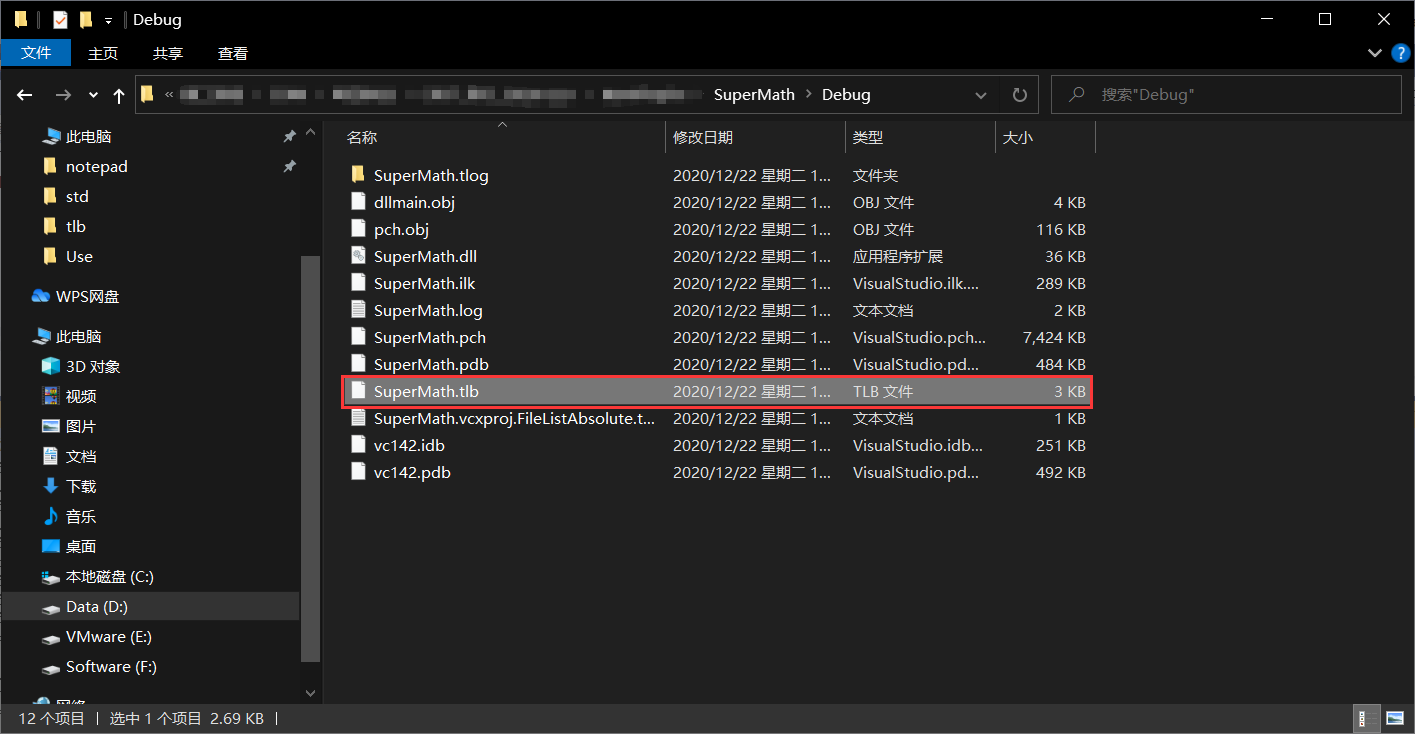 Debug
文件 主页 共享 查看
« SuperMath > Debug 搜索"Debug"
此电脑
notepad
std
tlb
Use
WPS网盘
此电脑
3D 对象
视频
图片
文档
下载
音乐
桌面
本地磁盘 (C:)
Data (D:)
VMware (E:)
Software (F:)
网络
名称 修改日期 类型 大小
SuperMath.tlog 2020/12/22 星期二 1... 文件夹
dllmain.obj 2020/12/22 星期二 1... OBJ 文件 4 KB
pch.obj 2020/12/22 星期二 1... OBJ 文件 116 KB
SuperMath.dll 2020/12/22 星期二 1... 应用程序扩展 36 KB
SuperMath.ilk 2020/12/22 星期二 1... VisualStudio.ilk.... 289 KB
SuperMath.log 2020/12/22 星期二 1... 文本文档 2 KB
SuperMath.pch 2020/12/22 星期二 1... VisualStudio.pch... 7,424 KB
SuperMath.pdb 2020/12/22 星期二 1... VisualStudio.pd... 484 KB
SuperMath.tlb 2020/12/22 星期二 1... TLB 文件 3 KB
SuperMath.vcxproj.FileListAbsolute.t... 2020/12/22 星期二 1... 文本文档 1 KB
vc142.idb 2020/12/22 星期二 1... VisualStudio.idb... 251 KB
vc142.pdb 2020/12/22 星期二 1... VisualStudio.pd... 492 KB
12 个项目 选中 1 个项目 2.69 KB